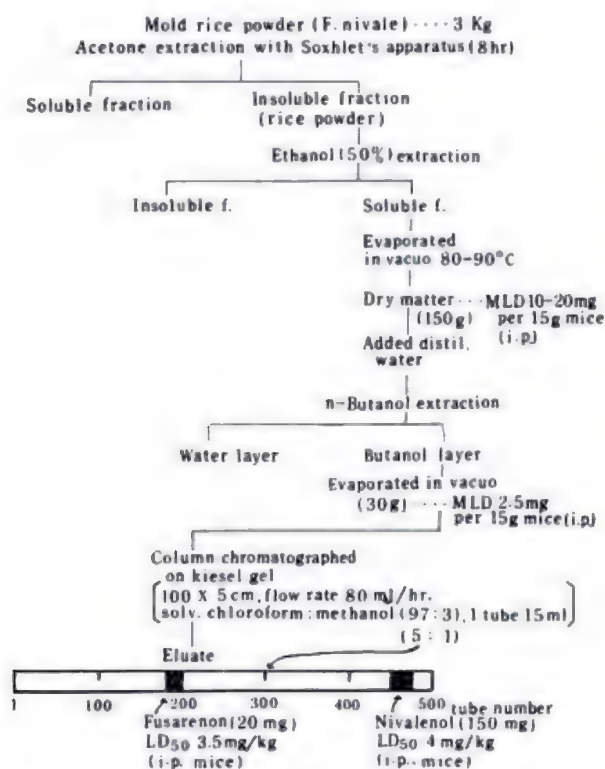 Mold rice powder (F. nivale) ···· 3 Kg
Acetone extraction with Soxhlet's apparatus (8hr)
Soluble fraction
Insoluble fraction
(rice powder)
Ethanol (50%) extraction
Insoluble f.
Soluble f.
Evaporated
in vacuo 80-90°C
Dry matter ··· MLD 10-20mg
(150g) per 15g mice
(i.p)
Added distil,
water
n-Butanol extraction
Water layer
Butanol layer
Evaporated in vacuo
(30g) ··· MLD 2.5mg
per 15g mice (i.p)
Column chromatographed
on kiesel gel
100 X 5 cm, flow rate 80 ml/hr.
solv. chloroform : methanol (97 : 3), 1 tube 15 ml
(5 : 1)
Eluate
1 100 200 300 400 500 tube number
Fusarenon (20 mg)
LD50 3.5mg/kg
(i.p. mice)
Nivalenol (150 mg)
LD50 4 mg/kg
(i.p.. mice)